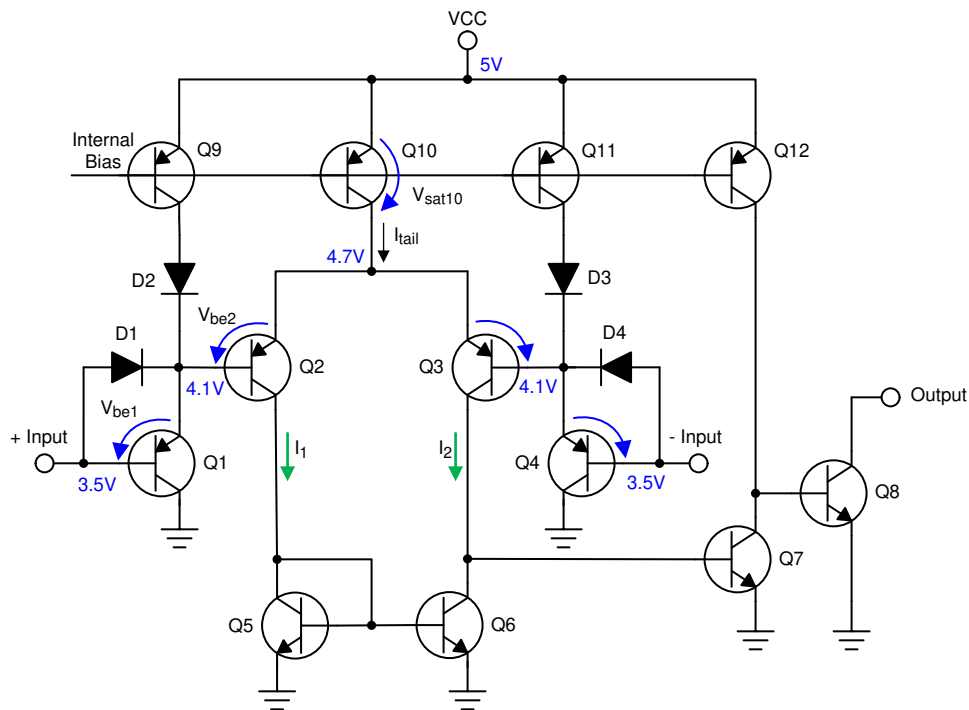 VCC
5V
Internal
Bias
Q9
Q10
Q11
Q12
Vsat10
Itail
4.7V
D2
D3
Vbe2
D1
D4
Q2
Q3
4.1V
4.1V
Output
Vbe1
+ Input
I1
I2
- Input
Q1
Q4
3.5V
3.5V
Q8
Q7
Q5
Q6